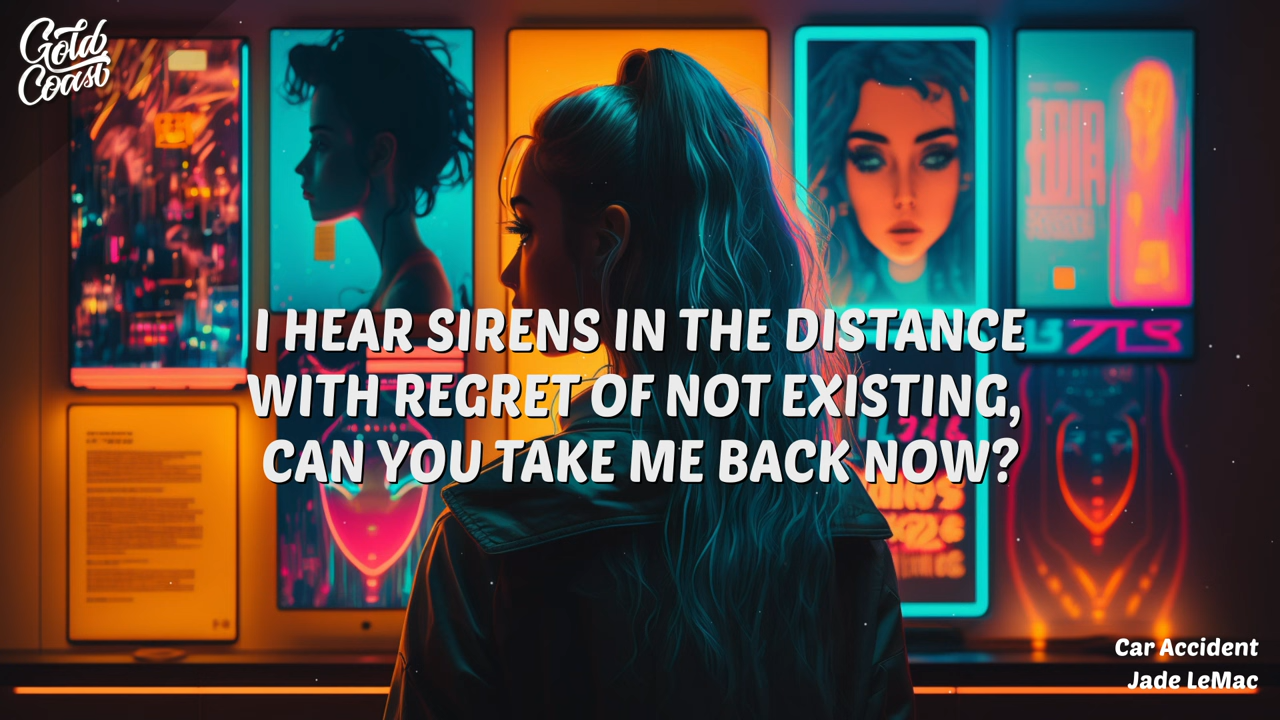 Gold
Coast
I HEAR SIRENS IN THE DISTANCE
WITH REGRET OF NOT EXISTING,
CAN YOU TAKE ME BACK NOW?
Car Accident
Jade LeMac